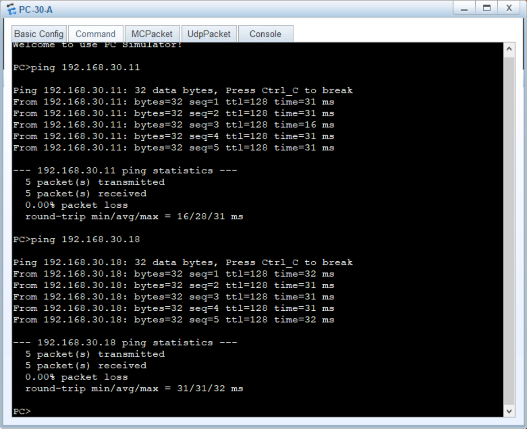 PC-30-A
Basic Config Command MCPacket UdpPacket Console
Welcome to use PC Simulator!
PC>ping 192.168.30.11
Ping 192.168.30.11: 32 data bytes, Press Ctrl_C to break
From 192.168.30.11: bytes=32 seq=1 ttl=128 time=31 ms
From 192.168.30.11: bytes=32 seq=2 ttl=128 time=31 ms
From 192.168.30.11: bytes=32 seq=3 ttl=128 time=16 ms
From 192.168.30.11: bytes=32 seq=4 ttl=128 time=31 ms
From 192.168.30.11: bytes=32 seq=5 ttl=128 time=31 ms
--- 192.168.30.11 ping statistics ---
5 packet(s) transmitted
5 packet(s) received
0.00% packet loss
round-trip min/avg/max = 16/28/31 ms
PC>ping 192.168.30.18
Ping 192.168.30.18: 32 data bytes, Press Ctrl_C to break
From 192.168.30.18: bytes=32 seq=1 ttl=128 time=32 ms
From 192.168.30.18: bytes=32 seq=2 ttl=128 time=31 ms
From 192.168.30.18: bytes=32 seq=3 ttl=128 time=31 ms
From 192.168.30.18: bytes=32 seq=4 ttl=128 time=31 ms
From 192.168.30.18: bytes=32 seq=5 ttl=128 time=32 ms
--- 192.168.30.18 ping statistics ---
5 packet(s) transmitted
5 packet(s) received
0.00% packet loss
round-trip min/avg/max = 31/31/32 ms
PC>